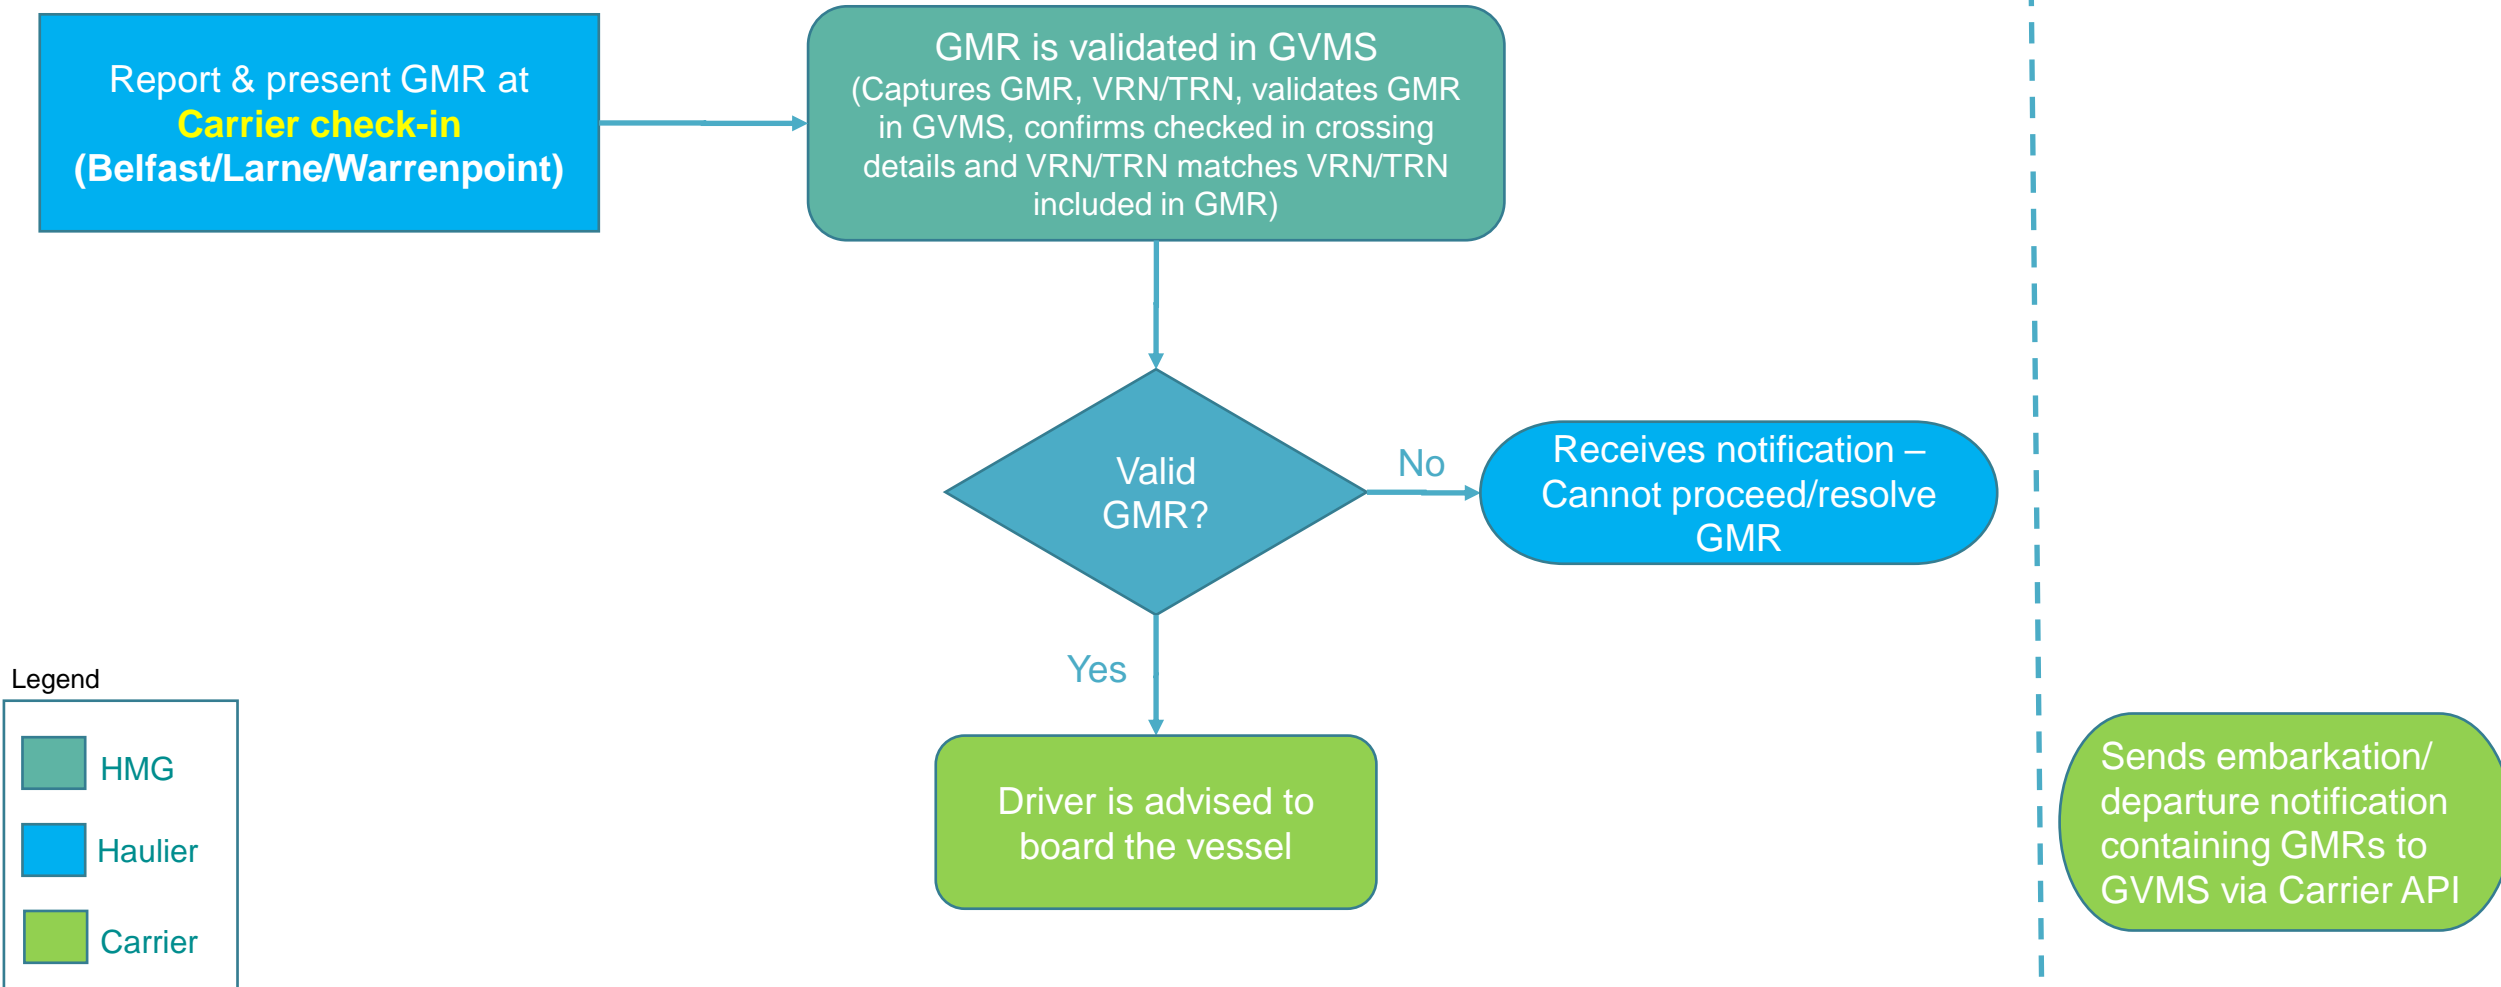 Report & present GMR at
Carrier check-in
(Belfast/Larne/Warrenpoint)
GMR is validated in GVMS
(Captures GMR, VRN/TRN, validates GMR
in GVMS, confirms checked in crossing
details and VRN/TRN matches VRN/TRN
included in GMR)
Valid
GMR?
No
Receives notification –
Cannot proceed/resolve
GMR
Yes
Driver is advised to
board the vessel
Sends embarkation/
departure notification
containing GMRs to
GVMS via Carrier API
Legend
HMG
Haulier
Carrier